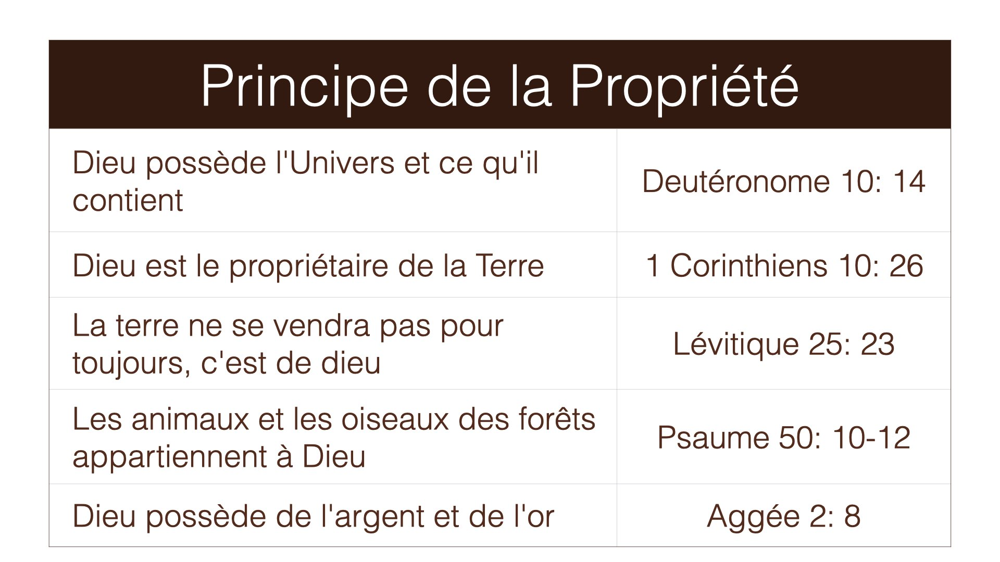 Principe de la Propriété
Dieu possède l'Univers et ce qu'il
contient
Deutéronome 10: 14
Dieu est le propriétaire de la Terre
1 Corinthiens 10: 26
La terre ne se vendra pas pour
toujours, c'est de dieu
Lévitique 25: 23
Les animaux et les oiseaux des forêts
appartiennent à Dieu
Psaume 50: 10-12
Dieu possède de l'argent et de l'or
Aggée 2: 8